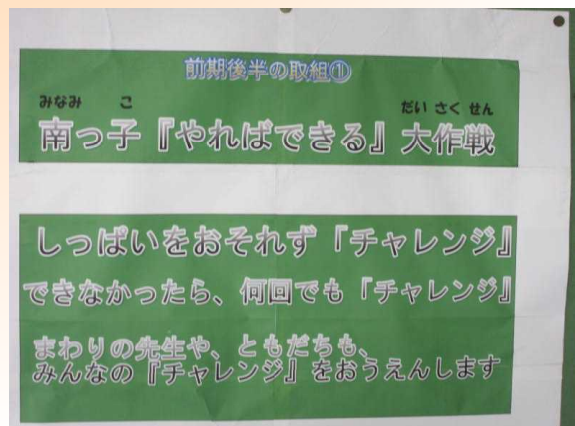 前期後半の取組①
みなみ こ だい さく せん
南っ子『やればできる』大作戦
しっぱいをおそれず「チャレンジ』
できなかったら、何回でも「チャレンジ』
まわりの先生や、ともだちも、
みんなの『チャレンジ』をおうえんします